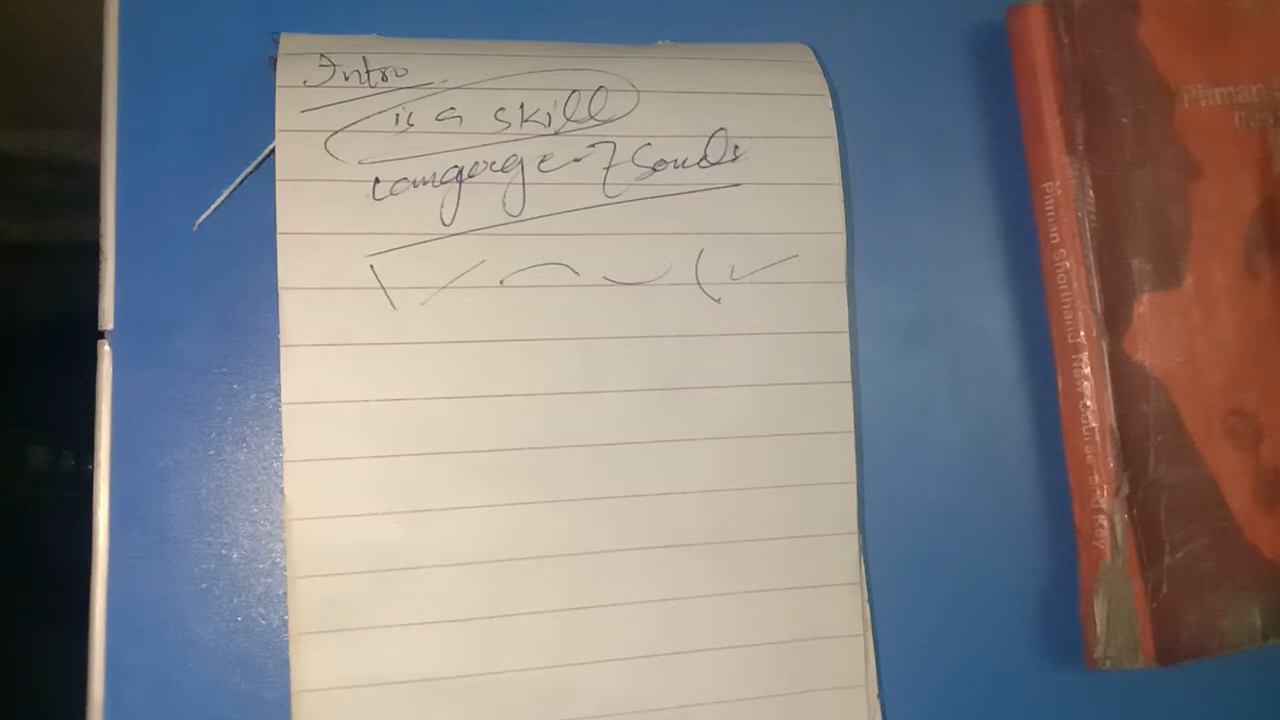 Intro
is a skill
language of Sounds
Pitman
Pitman Shorthand New Course and Key